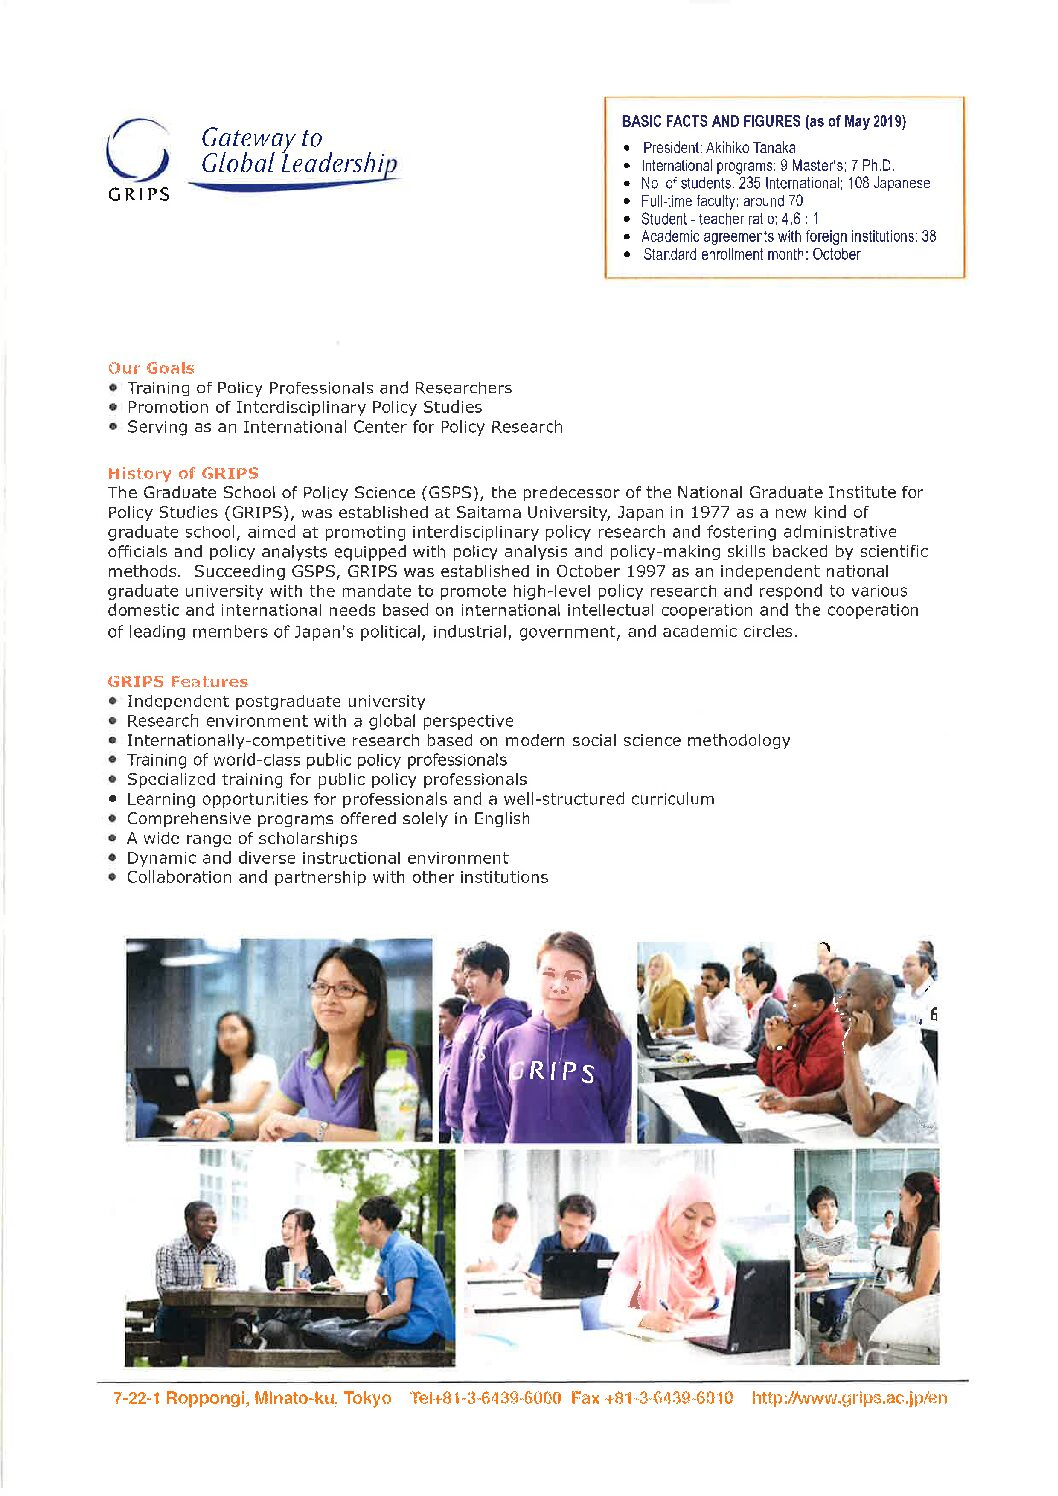 Gateway to
Global Leadership
GRIPS
BASIC FACTS AND FIGURES (as of May 2019)
• President: Akihiko Tanaka
• International programs: 9 Master's; 7 Ph.D.
• No. of students: 235 International; 108 Japanese
• Full-time faculty: around 70
• Student - teacher ratio: 4.6 : 1
• Academic agreements with foreign institutions: 38
• Standard enrollment month: October
Our Goals
• Training of Policy Professionals and Researchers
• Promotion of Interdisciplinary Policy Studies
• Serving as an International Center for Policy Research
History of GRIPS
The Graduate School of Policy Science (GSPS), the predecessor of the National Graduate Institute for
Policy Studies (GRIPS), was established at Saitama University, Japan in 1977 as a new kind of
graduate school, aimed at promoting interdisciplinary policy research and fostering administrative
officials and policy analysts equipped with policy analysis and policy-making skills backed by scientific
methods. Succeeding GSPS, GRIPS was established in October 1997 as an independent national
graduate university with the mandate to promote high-level policy research and respond to various
domestic and international needs based on international intellectual cooperation and the cooperation
of leading members of Japan's political, industrial, government, and academic circles.
GRIPS Features
• Independent postgraduate university
• Research environment with a global perspective
• Internationally-competitive research based on modern social science methodology
• Training of world-class public policy professionals
• Specialized training for public policy professionals
• Learning opportunities for professionals and a well-structured curriculum
• Comprehensive programs offered solely in English
• A wide range of scholarships
• Dynamic and diverse instructional environment
• Collaboration and partnership with other institutions
GRIPS
7-22-1 Roppongi, Minato-ku, Tokyo Tel+81-3-6439-6000 Fax +81-3-6439-6010 http://www.grips.ac.jp/en